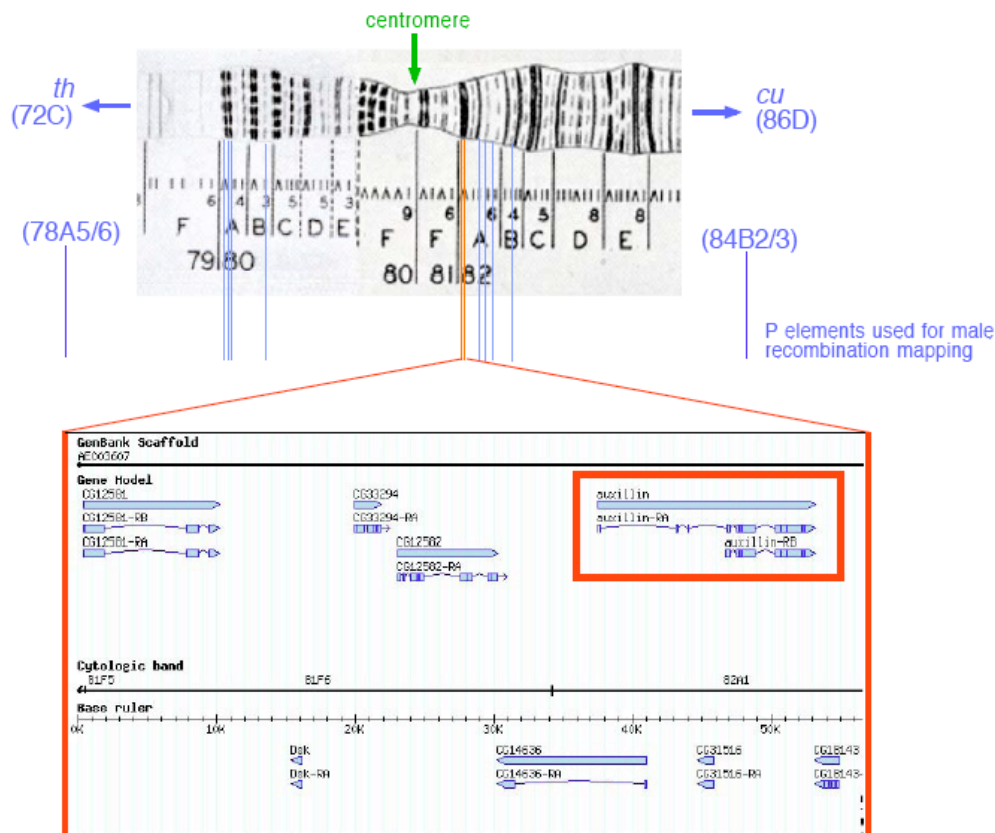 centromere
th
(72C)
cu
(86D)
6 4 3 5 5 3 9 6 6 4 5 8 8
F A B C D E F F A B C D E
79 80 80 81 82
(78A5/6)
(84B2/3)
P elements used for male
recombination mapping
GenBank Scaffold
AE003607
Gene Model
CG12581
CG33294
auxillin
CG12581-RB
CG33294-RA
auxillin-RA
CG12581-RA
CG12582
auxillin-RB
CG12582-RA
Cytologic band
81F5 81F6 82A1
Base ruler
0K 10K 20K 30K 40K 50K
Dsk CG14636 CG31516 CG18143
Dsk-RA CG14636-RA CG31516-RA CG18143-